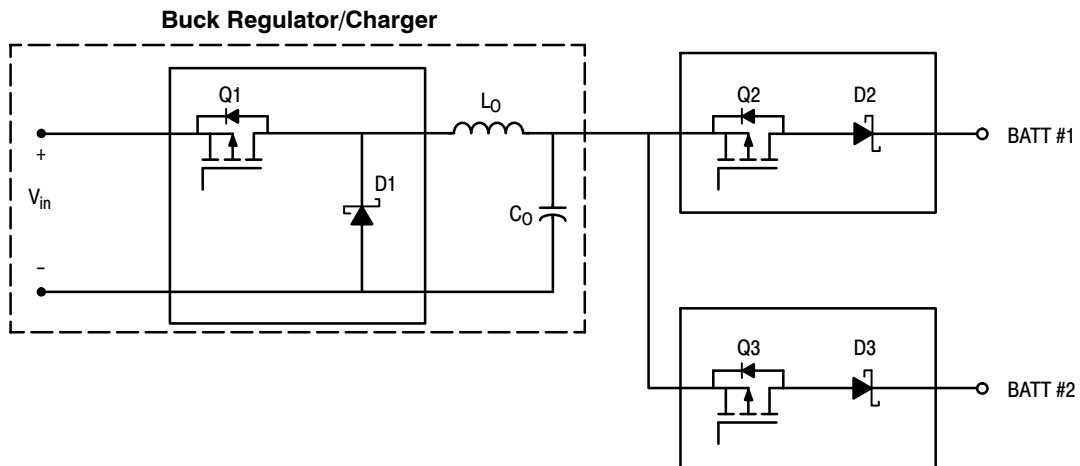 Buck Regulator/Charger
Q1
LO
Q2
D2
BATT #1
+
Vin
D1
CO
–
Q3
D3
BATT #2